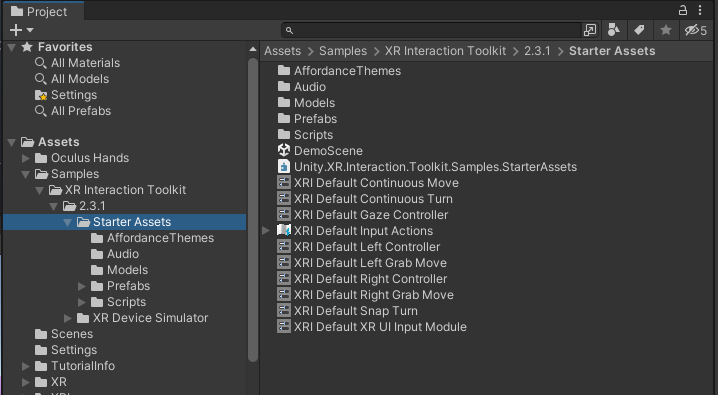 Project
5
Favorites
All Materials
All Models
Settings
All Prefabs
Assets
Oculus Hands
Samples
XR Interaction Toolkit
2.3.1
Starter Assets
AffordanceThemes
Audio
Models
Prefabs
Scripts
XR Device Simulator
Scenes
Settings
TutorialInfo
XR
Assets > Samples > XR Interaction Toolkit > 2.3.1 > Starter Assets
AffordanceThemes
Audio
Models
Prefabs
Scripts
DemoScene
Unity.XR.Interaction.Toolkit.Samples.StarterAssets
XRI Default Continuous Move
XRI Default Continuous Turn
XRI Default Gaze Controller
XRI Default Input Actions
XRI Default Left Controller
XRI Default Left Grab Move
XRI Default Right Controller
XRI Default Right Grab Move
XRI Default Snap Turn
XRI Default XR UI Input Module